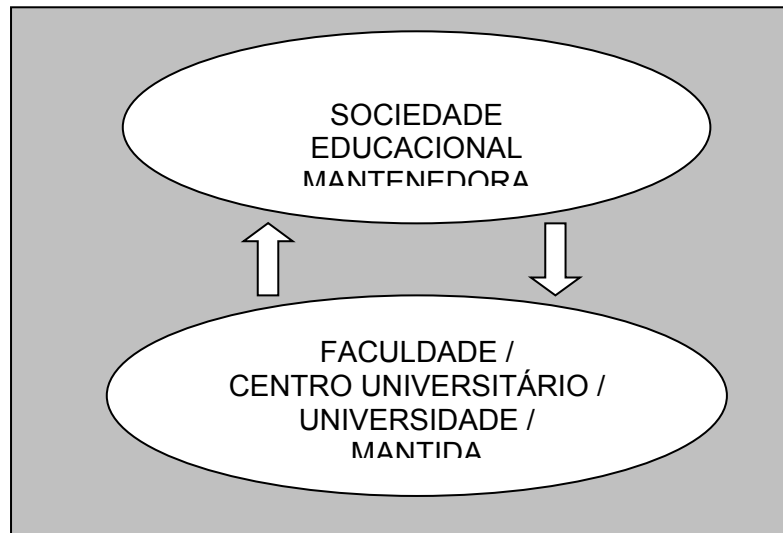 SOCIEDADE
EDUCACIONAL
MANTENEDORA
FACULDADE /
CENTRO UNIVERSITÁRIO /
UNIVERSIDADE /
MANTIDA